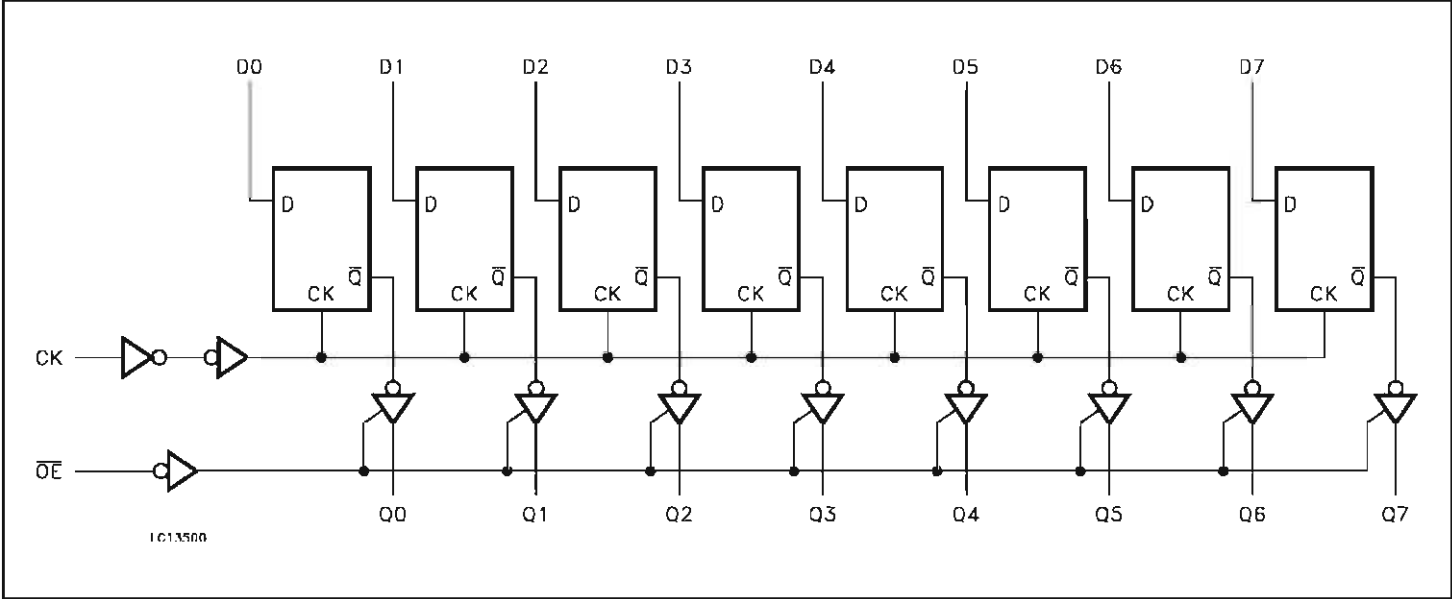 D0 D1 D2 D3 D4 D5 D6 D7
D D D D D D D D
Q̅ Q̅ Q̅ Q̅ Q̅ Q̅ Q̅ Q̅
CK CK CK CK CK CK CK CK
CK
O̅E̅
Q0 Q1 Q2 Q3 Q4 Q5 Q6 Q7
LC13500